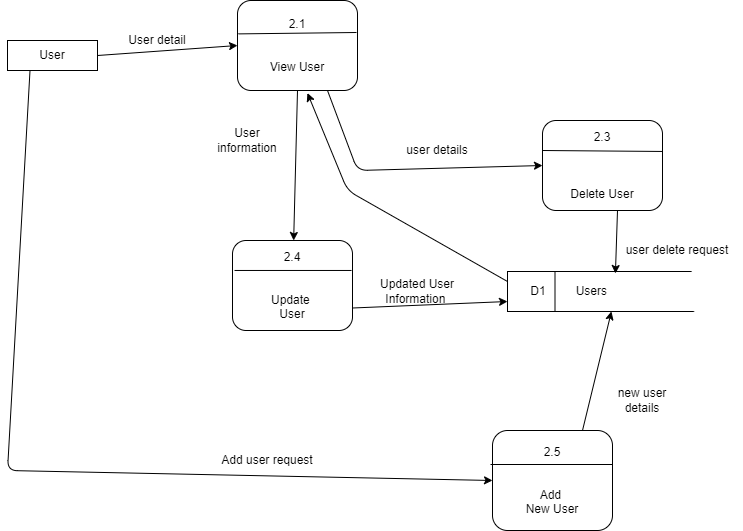 2.1
User detail
User
View User
User
information
2.3
user details
Delete User
2.4
user delete request
Updated User
Information
D1
Users
Update
User
new user
details
2.5
Add user request
Add
New User